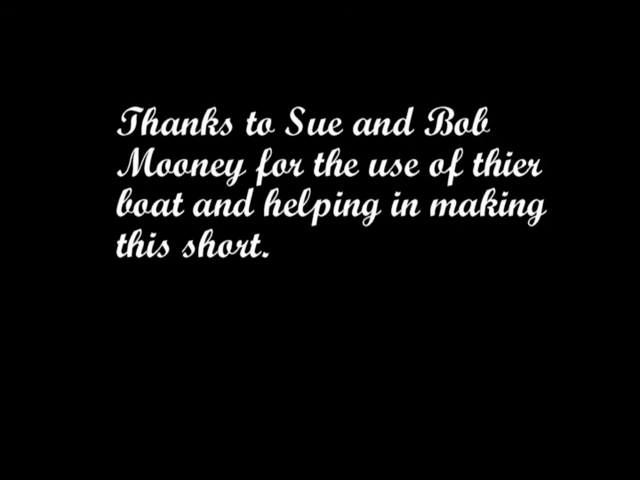 Thanks to Sue and Bob
Mooney for the use of thier
boat and helping in making
this short.